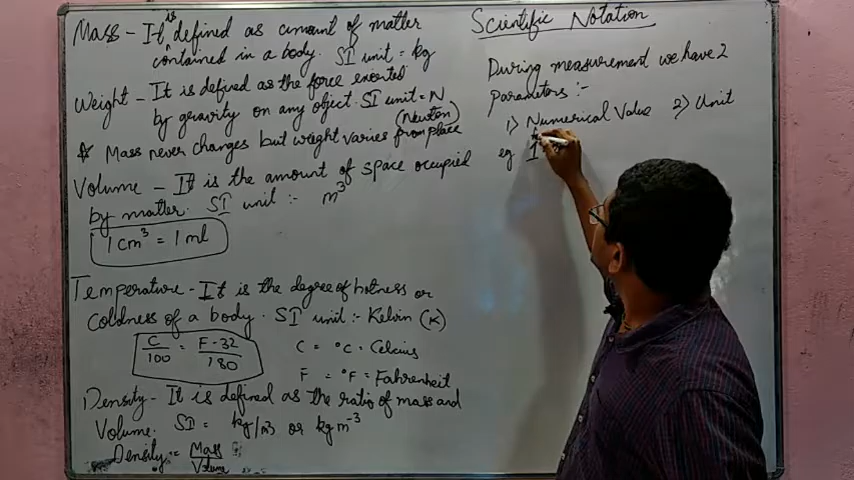 Mass - It is defined as amount of matter
contained in a body. SI unit = kg
Weight - It is defined as the force exerted
by gravity on any object. SI unit = N
(Newton)
* Mass never changes but weight varies from place
Volume - It is the amount of space occupied
by matter. SI unit :- m³
1 cm³ = 1 ml
Temperature - It is the degree of hotness or
coldness of a body. SI unit :- Kelvin (K)
C/100 = F-32/180
C = °C = Celcius
F = °F = Fahrenheit
Density - It is defined as the ratio of mass and
Volume. SI = kg/m³ or kg m⁻³
Density = Mass/Volume
Scientific Notation
During measurement we have 2
parameters :-
1) Numerical Value 2) Unit
eg I